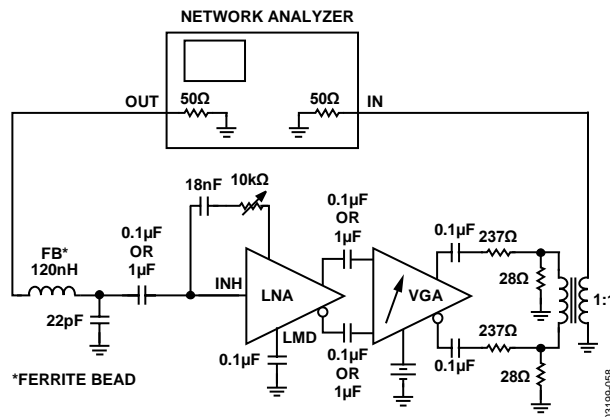 NETWORK ANALYZER
OUT
50Ω
50Ω
IN
18nF
10kΩ
0.1µF
OR
1µF
FB*
120nH
0.1µF
OR
1µF
0.1µF
237Ω
28Ω
INH
LNA
VGA
1:1
22pF
LMD
0.1µF
0.1µF
OR
1µF
0.1µF
237Ω
28Ω
*FERRITE BEAD
03199-058